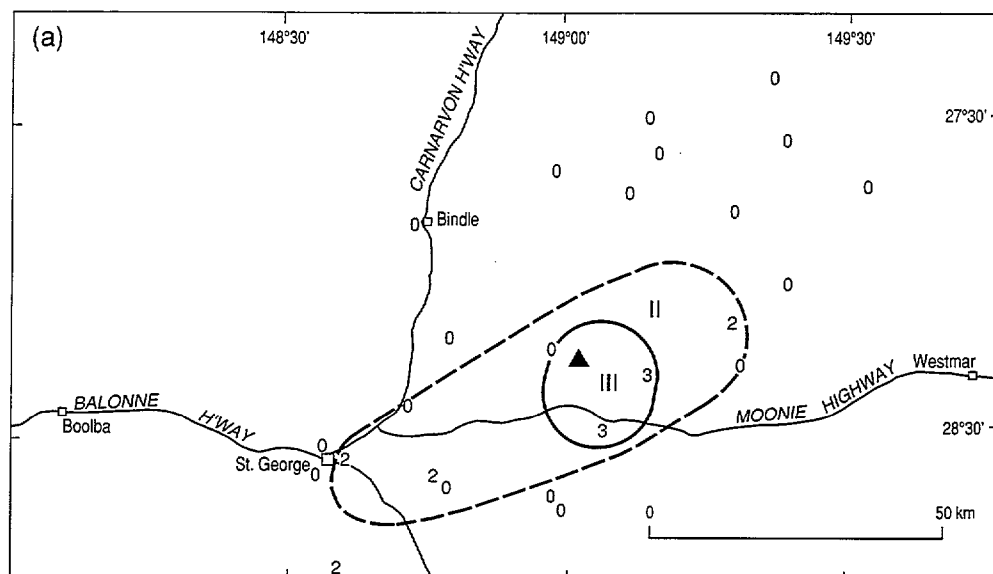 (a)
148°30'
149°00'
149°30'
CARNARVON H'WAY
0
0
27°30'
0
0
0
0
0
0
0
Bindle
0
II
2
0
0
0
Westmar
III
3
BALONNE
H'WAY
Boolba
0
MOONIE HIGHWAY
3
28°30'
0
St. George
2
0
2
0
0
0
0
50 km
2